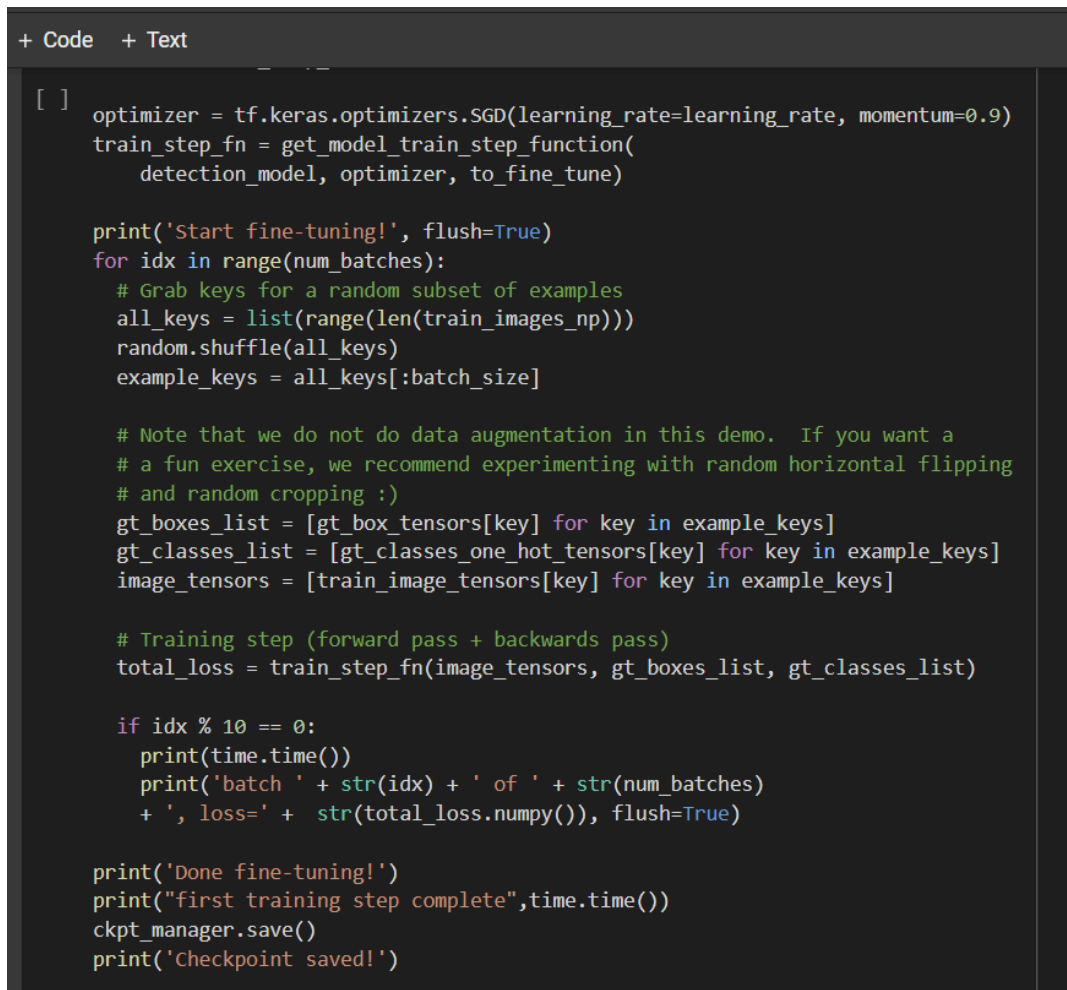 + Code + Text
[ ]
optimizer = tf.keras.optimizers.SGD(learning_rate=learning_rate, momentum=0.9)
train_step_fn = get_model_train_step_function(
    detection_model, optimizer, to_fine_tune)

print('Start fine-tuning!', flush=True)
for idx in range(num_batches):
  # Grab keys for a random subset of examples
  all_keys = list(range(len(train_images_np)))
  random.shuffle(all_keys)
  example_keys = all_keys[:batch_size]

  # Note that we do not do data augmentation in this demo.  If you want a
  # a fun exercise, we recommend experimenting with random horizontal flipping
  # and random cropping :)
  gt_boxes_list = [gt_box_tensors[key] for key in example_keys]
  gt_classes_list = [gt_classes_one_hot_tensors[key] for key in example_keys]
  image_tensors = [train_image_tensors[key] for key in example_keys]

  # Training step (forward pass + backwards pass)
  total_loss = train_step_fn(image_tensors, gt_boxes_list, gt_classes_list)

  if idx % 10 == 0:
    print(time.time())
    print('batch ' + str(idx) + ' of ' + str(num_batches)
    + ', loss=' +  str(total_loss.numpy()), flush=True)

print('Done fine-tuning!')
print("first training step complete",time.time())
ckpt_manager.save()
print('Checkpoint saved!')